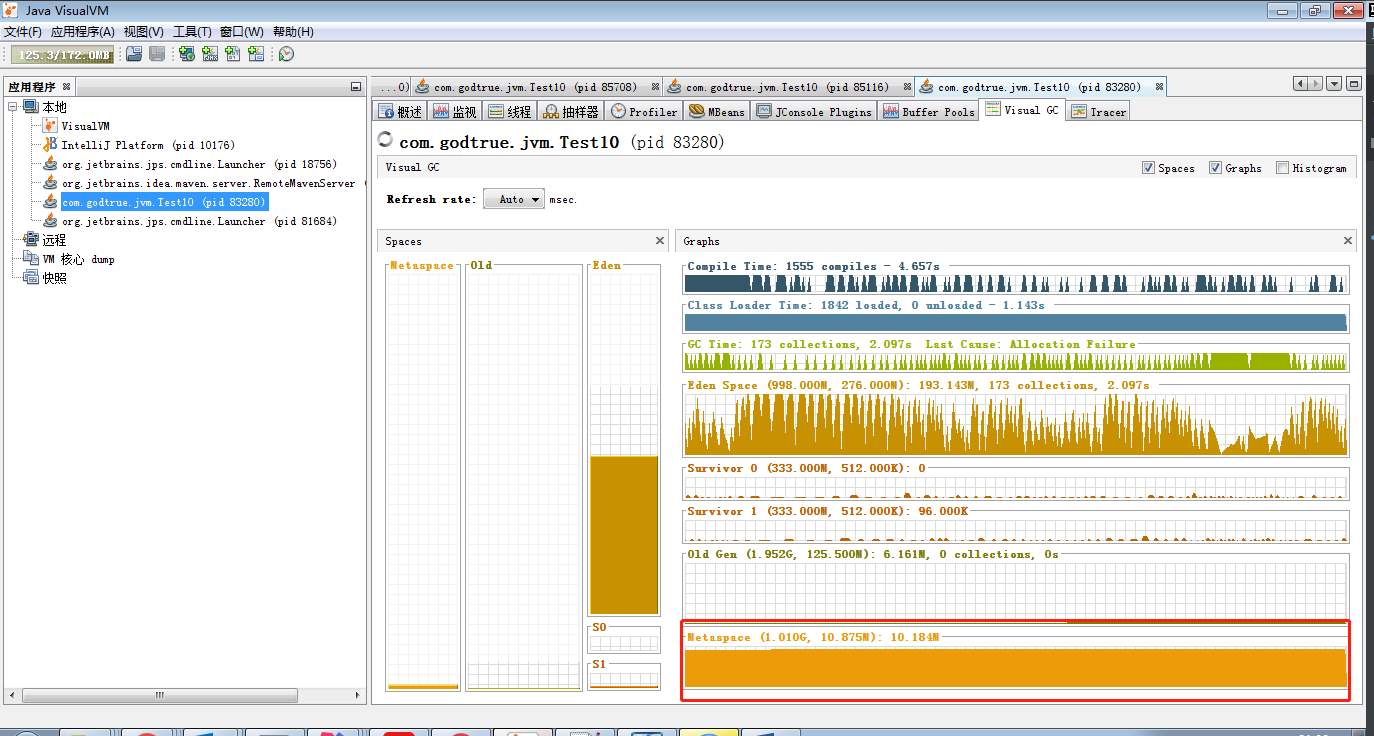 Java VisualVM
文件(F) 应用程序(A) 视图(V) 工具(T) 窗口(W) 帮助(H)
125.3/172.0MB
应用程序
本地
VisualVM
IntelliJ Platform (pid 10176)
org.jetbrains.jps.cmdline.Launcher (pid 18756)
org.jetbrains.idea.maven.server.RemoteMavenServer (
com.godtrue.jvm.Test10 (pid 83280)
org.jetbrains.jps.cmdline.Launcher (pid 81684)
远程
VM 核心 dump
快照
...0) com.godtrue.jvm.Test10 (pid 85708) com.godtrue.jvm.Test10 (pid 85116) com.godtrue.jvm.Test10 (pid 83280)
概述 监视 线程 抽样器 Profiler MBeans JConsole Plugins Buffer Pools Visual GC Tracer
com.godtrue.jvm.Test10 (pid 83280)
Visual GC Spaces Graphs Histogram
Refresh rate: Auto msec.
Spaces
Metaspace Old Eden
S0
S1
Graphs
Compile Time: 1555 compiles - 4.657s
Class Loader Time: 1842 loaded, 0 unloaded - 1.143s
GC Time: 173 collections, 2.097s Last Cause: Allocation Failure
Eden Space (998.000M, 276.000M): 193.143M, 173 collections, 2.097s
Survivor 0 (333.000M, 512.000K): 0
Survivor 1 (333.000M, 512.000K): 96.000K
Old Gen (1.952G, 125.500M): 6.161M, 0 collections, 0s
Metaspace (1.010G, 10.875M): 10.184M